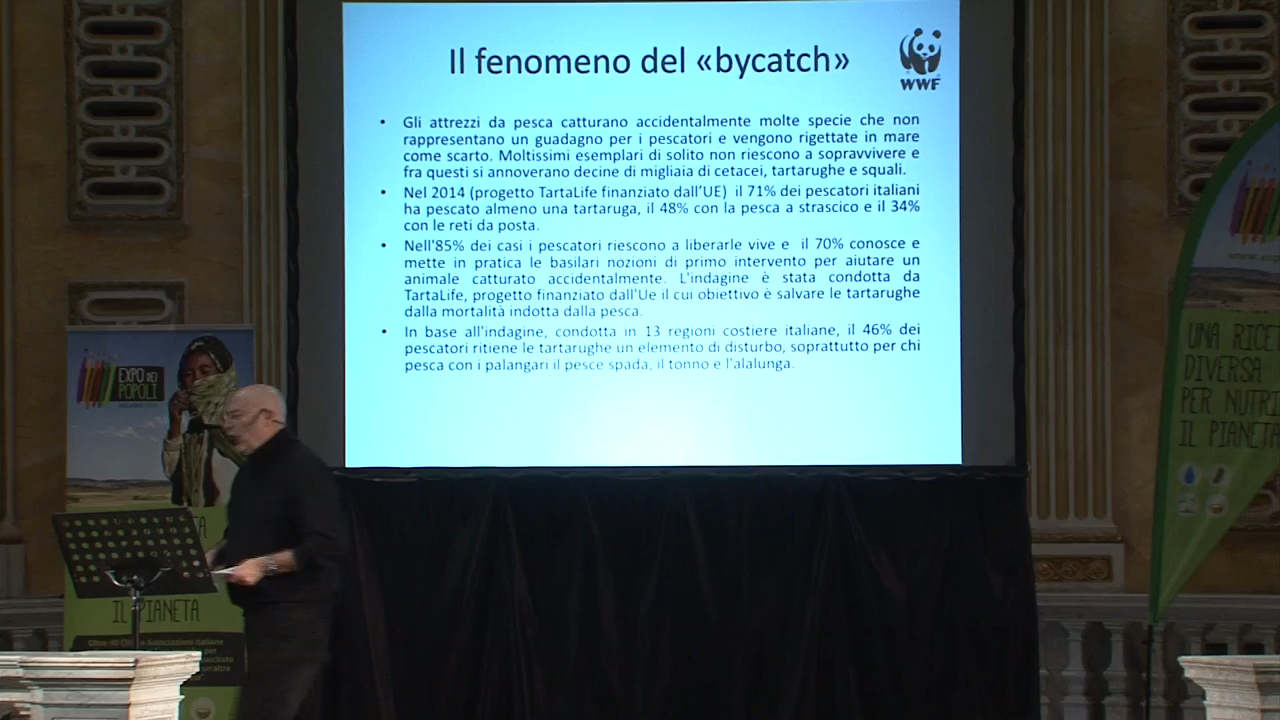 Il fenomeno del «bycatch»
WWF
• Gli attrezzi da pesca catturano accidentalmente molte specie che non
rappresentano un guadagno per i pescatori e vengono rigettate in mare
come scarto. Moltissimi esemplari di solito non riescono a sopravvivere e
fra questi si annoverano decine di migliaia di cetacei, tartarughe e squali.
• Nel 2014 (progetto TartaLife finanziato dall'UE) il 71% dei pescatori italiani
ha pescato almeno una tartaruga, il 48% con la pesca a strascico e il 34%
con le reti da posta.
• Nell'85% dei casi i pescatori riescono a liberarle vive e il 70% conosce e
mette in pratica le basilari nozioni di primo intervento per aiutare un
animale catturato accidentalmente. L'indagine è stata condotta da
TartaLife, progetto finanziato dall'Ue il cui obiettivo è salvare le tartarughe
dalla mortalità indotta dalla pesca.
• In base all'indagine, condotta in 13 regioni costiere italiane, il 46% dei
pescatori ritiene le tartarughe un elemento di disturbo, soprattutto per chi
pesca con i palangari il pesce spada, il tonno e l'alalunga.
EXPO DEI
POPOLI
IL PIANETA
Associazioni italiane
per
UNA RICE
DIVERSA
PER NUTRI
IL PIANETA